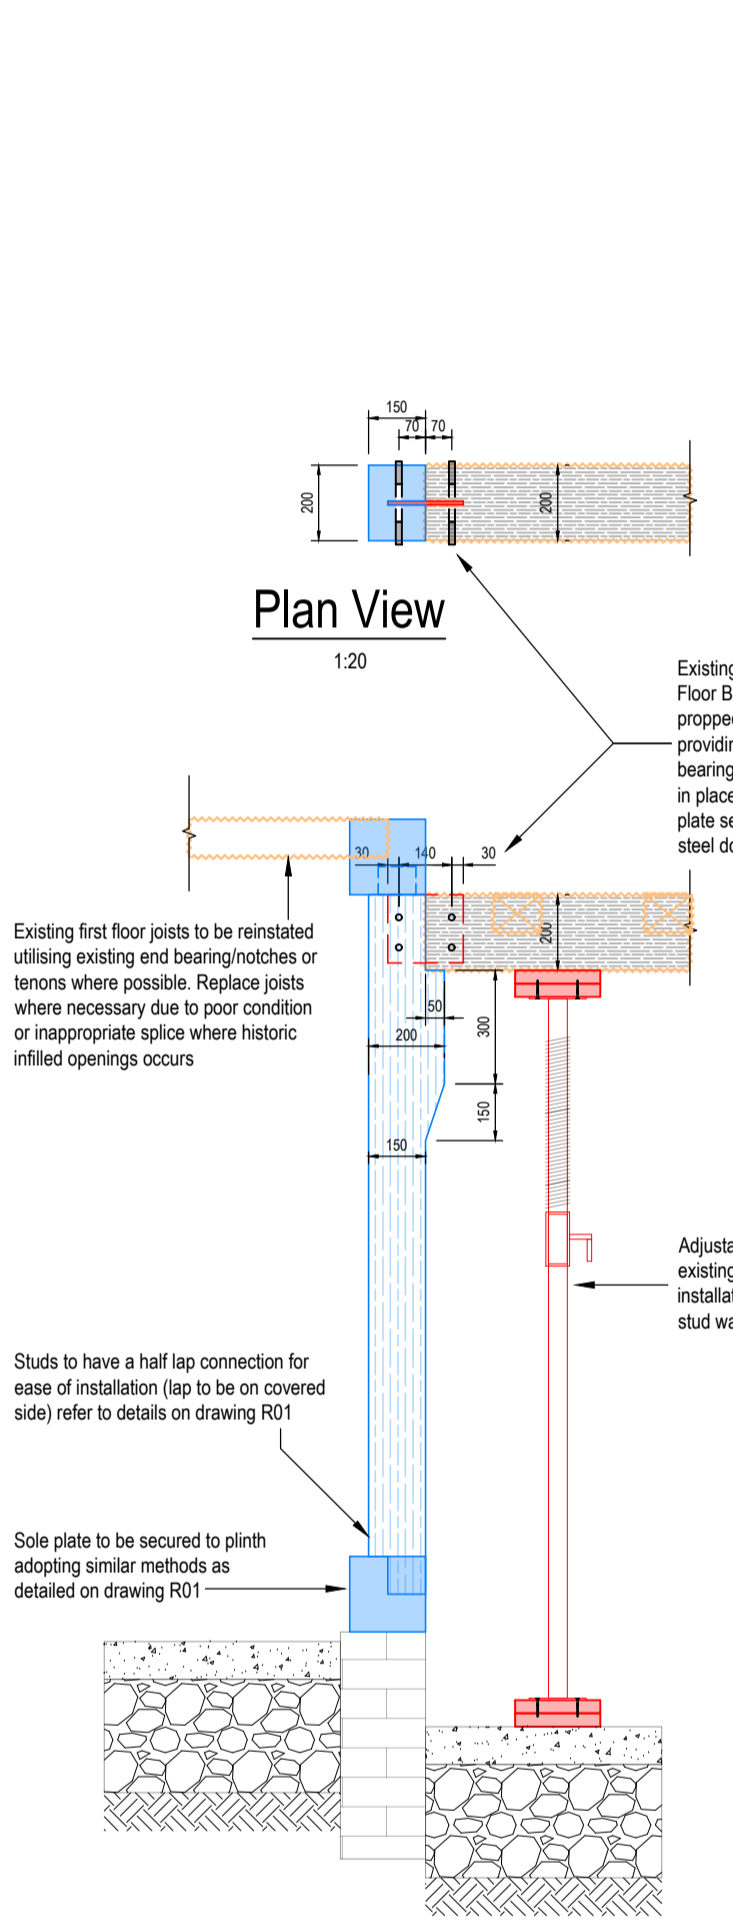 150
70 70
200
200
Plan View
1:20
Existing
Floor B
propped
providin
bearing
in place
plate se
steel do
30 140 30
200
Existing first floor joists to be reinstated
utilising existing end bearing/notches or
tenons where possible. Replace joists
where necessary due to poor condition
or inappropriate splice where historic
infilled openings occurs
50
200
300
150
150
Adjusta
existing
installat
stud wa
Studs to have a half lap connection for
ease of installation (lap to be on covered
side) refer to details on drawing R01
Sole plate to be secured to plinth
adopting similar methods as
detailed on drawing R01